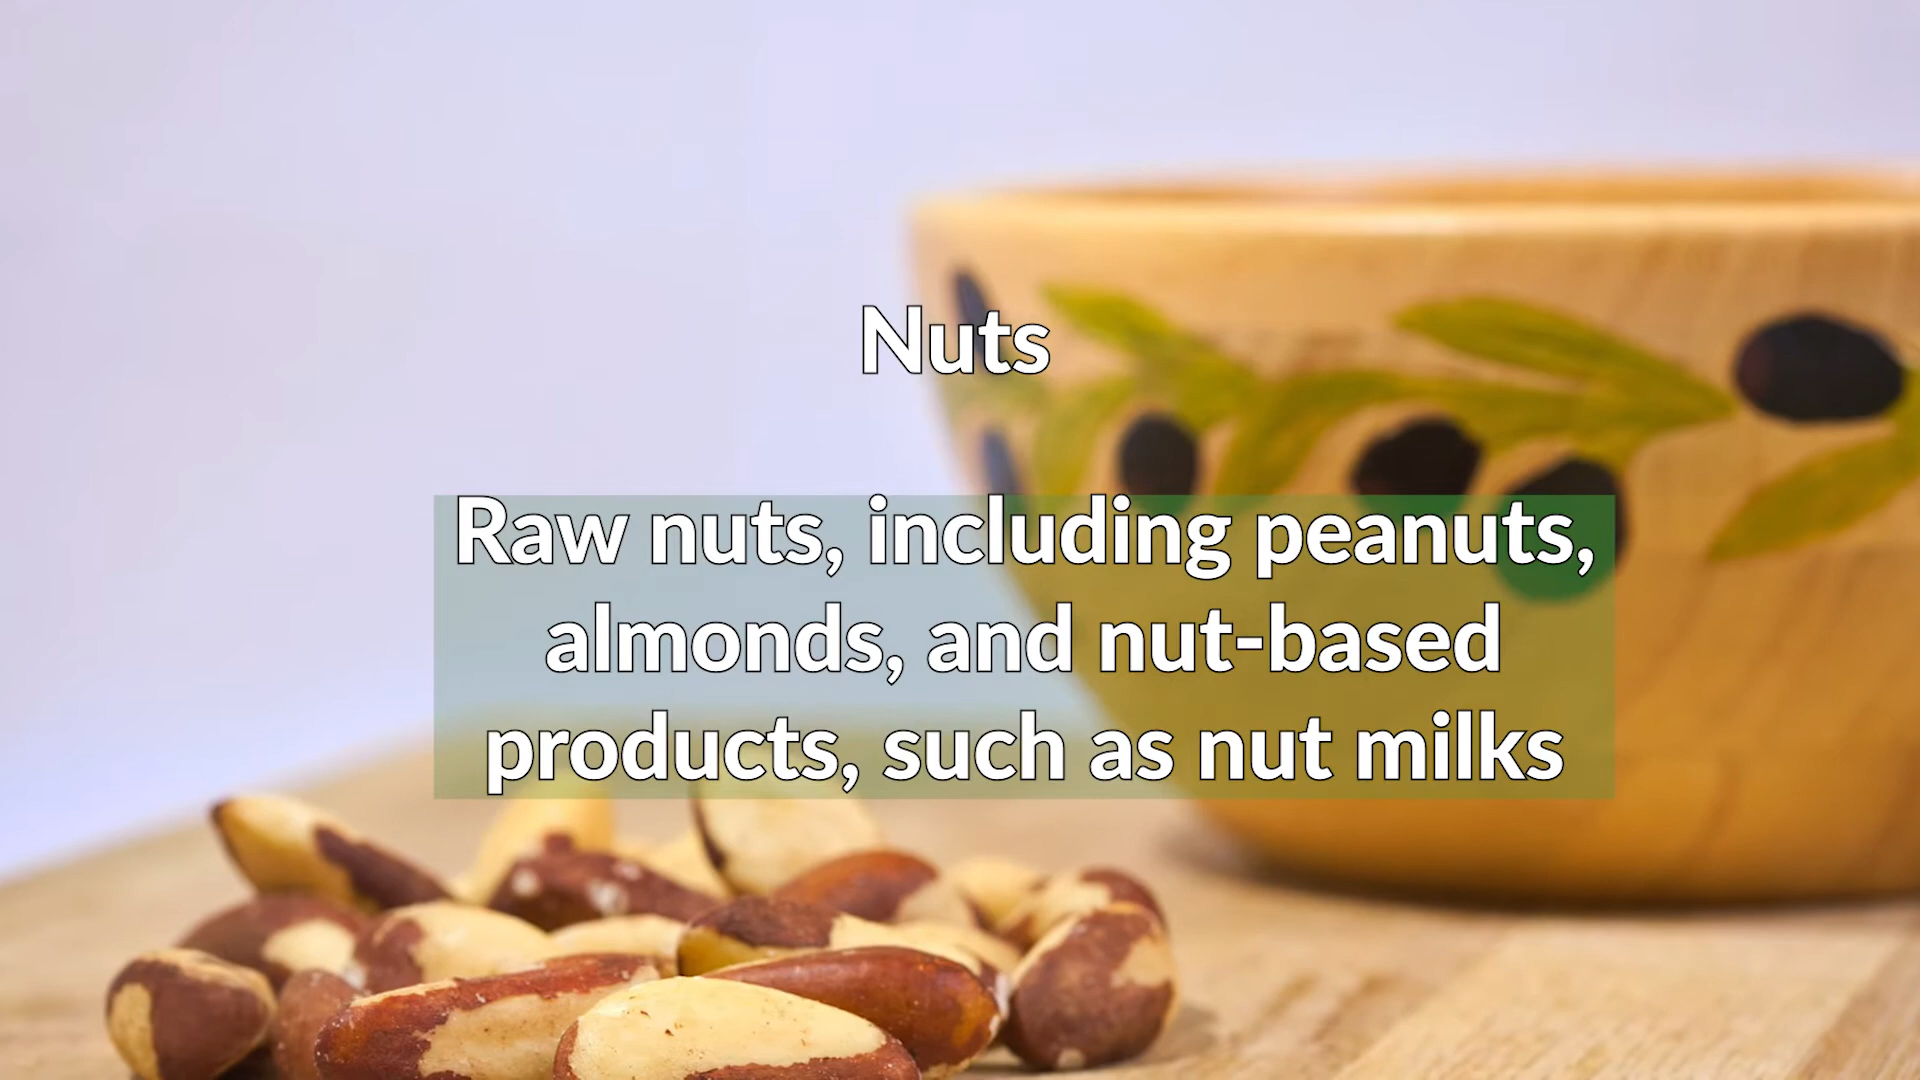 Nuts
Raw nuts, including peanuts,
almonds, and nut-based
products, such as nut milks